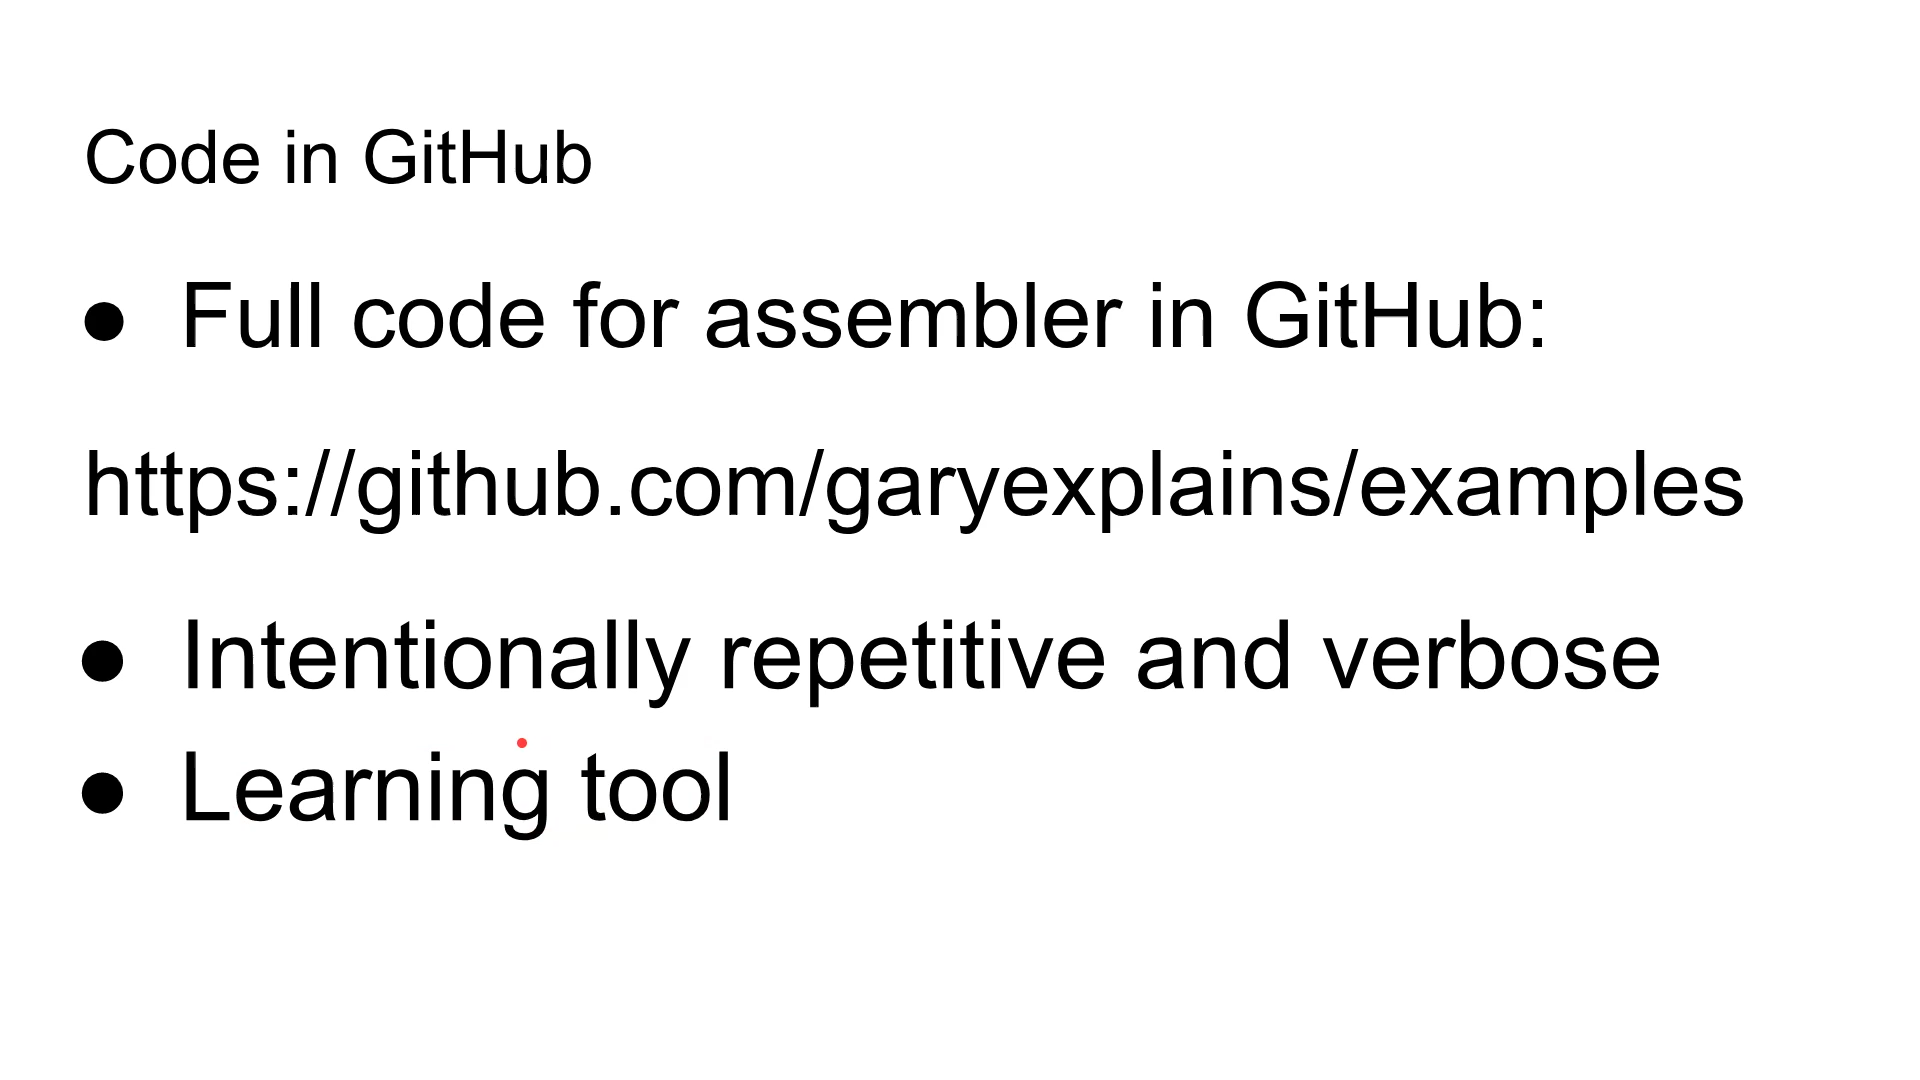 Code in GitHub
● Full code for assembler in GitHub:
https://github.com/garyexplains/examples
● Intentionally repetitive and verbose
● Learning tool